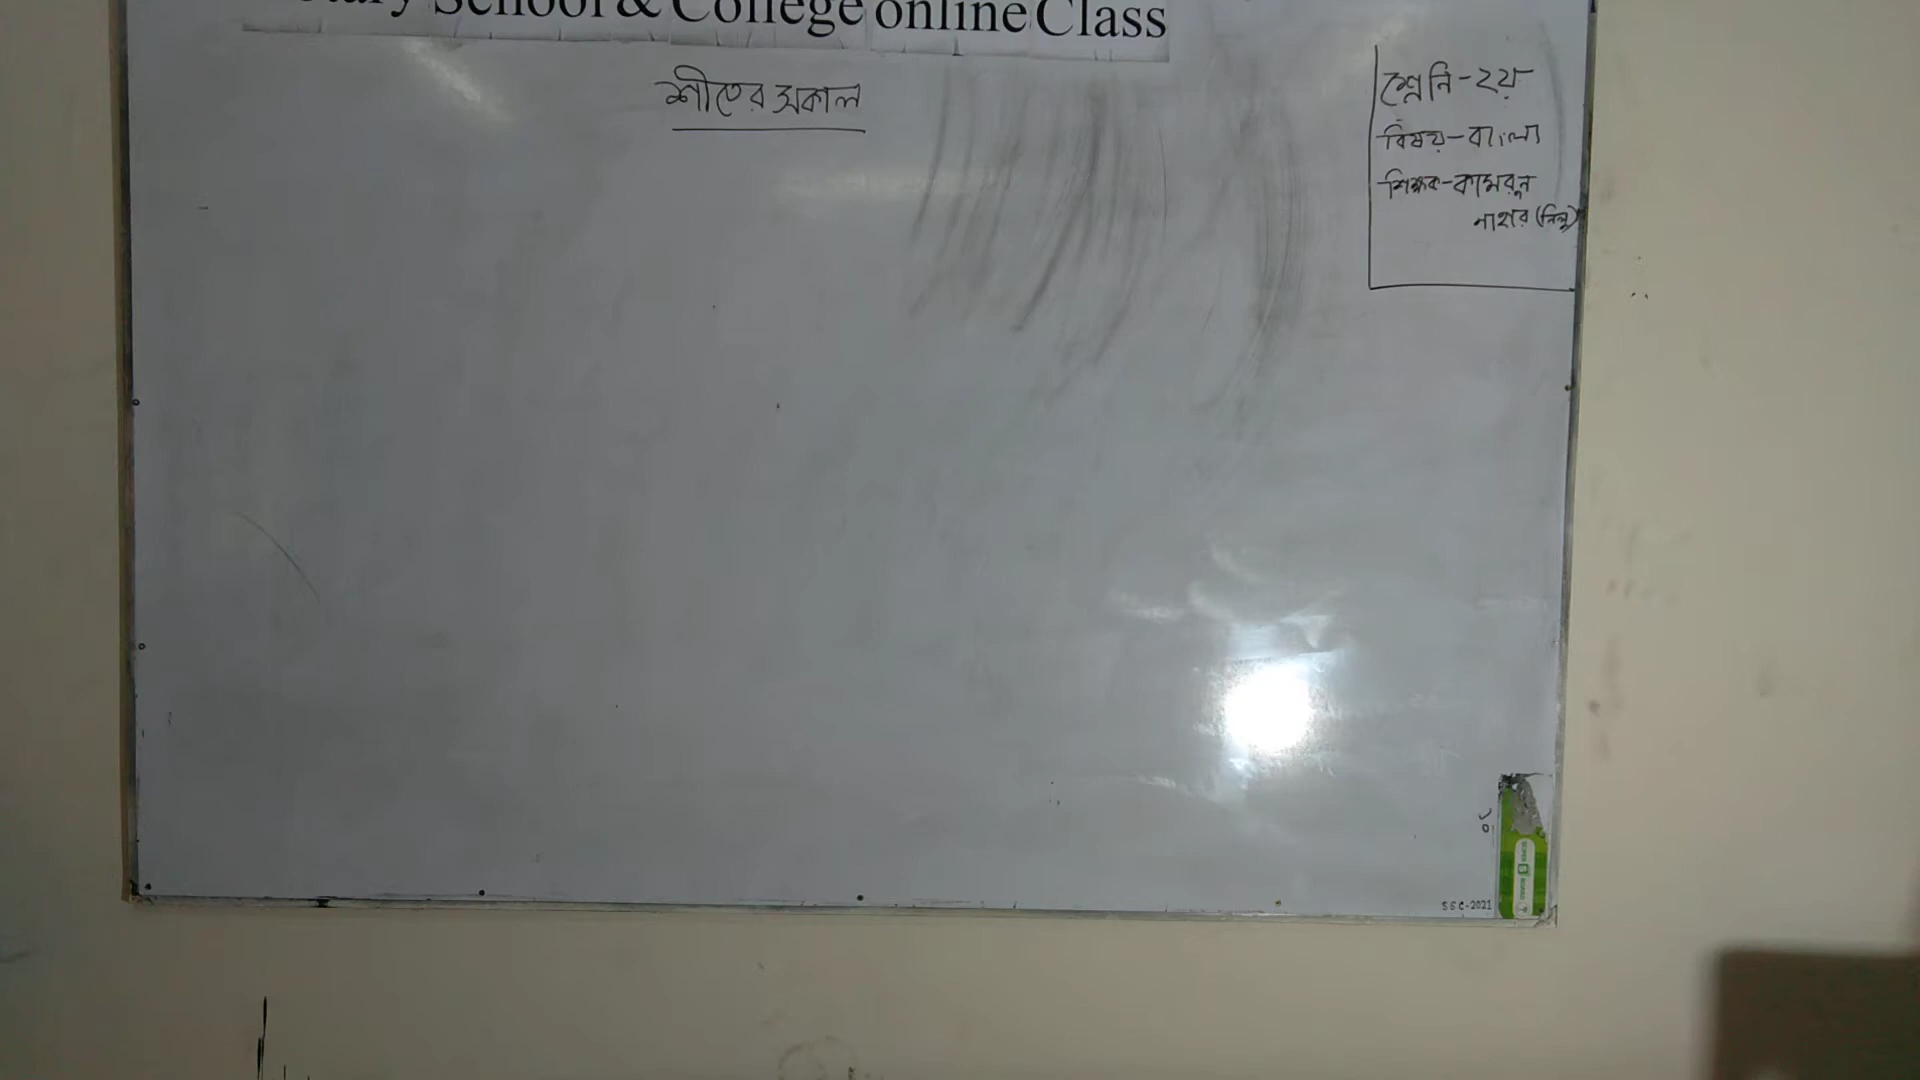 School & College online Class
শীতের সকাল
শ্রেনি - ২য়
বিষয় - বাংলা
শিক্ষক - কামরুন
নাহার (নিলু)
SSC-2021